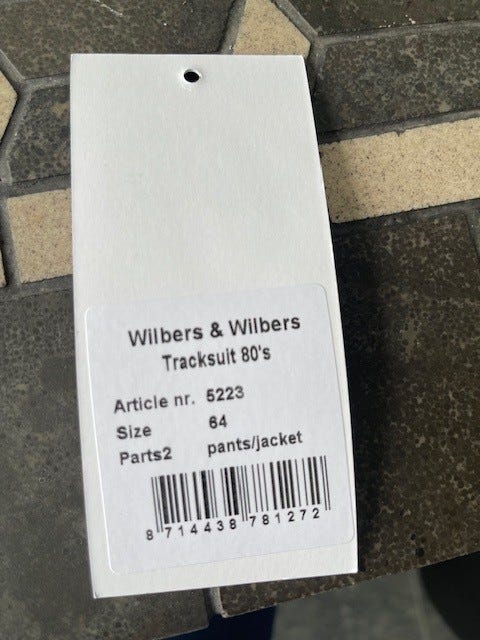 Wilbers & Wilbers
Tracksuit 80's
Article nr. 5223
Size 64
Parts2 pants/jacket
8 714438 781272